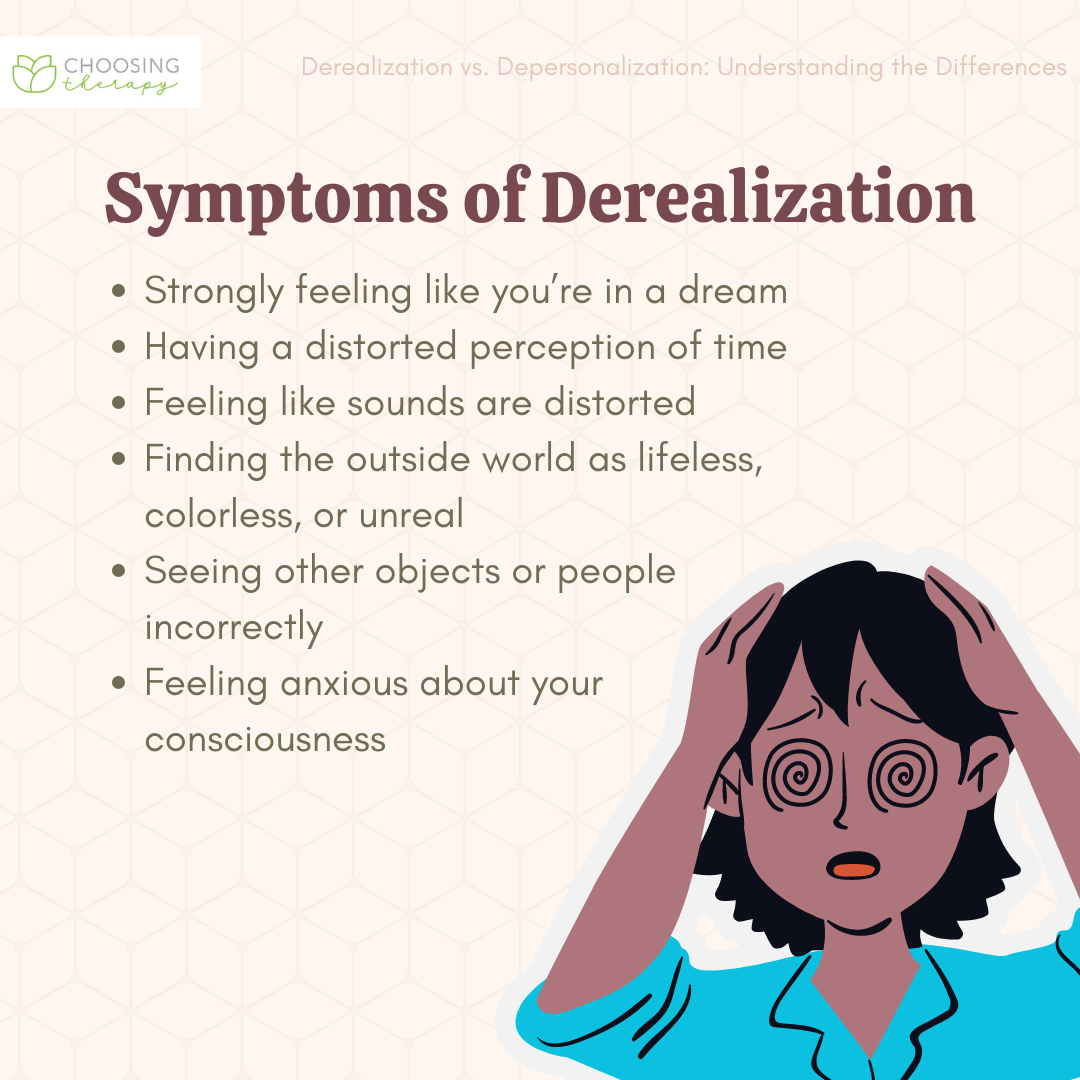 CHOOSING
therapy
Derealization vs. Depersonalization: Understanding the Differences
Symptoms of Derealization
• Strongly feeling like you’re in a dream
• Having a distorted perception of time
• Feeling like sounds are distorted
• Finding the outside world as lifeless,
colorless, or unreal
• Seeing other objects or people
incorrectly
• Feeling anxious about your
consciousness